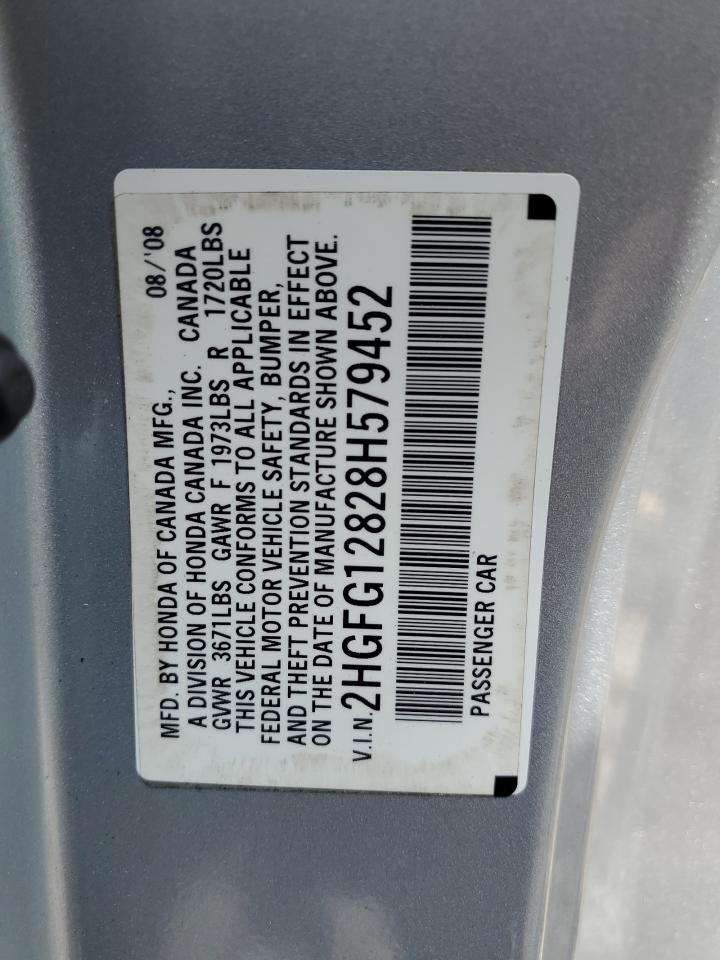 MFD. BY HONDA OF CANADA MFG., 08/'08
A DIVISION OF HONDA CANADA INC. CANADA
GVWR 3671LBS GAWR F 1973LBS R 1720LBS
THIS VEHICLE CONFORMS TO ALL APPLICABLE
FEDERAL MOTOR VEHICLE SAFETY, BUMPER,
AND THEFT PREVENTION STANDARDS IN EFFECT
ON THE DATE OF MANUFACTURE SHOWN ABOVE.
V.I.N. 2HGFG12828H579452
PASSENGER CAR